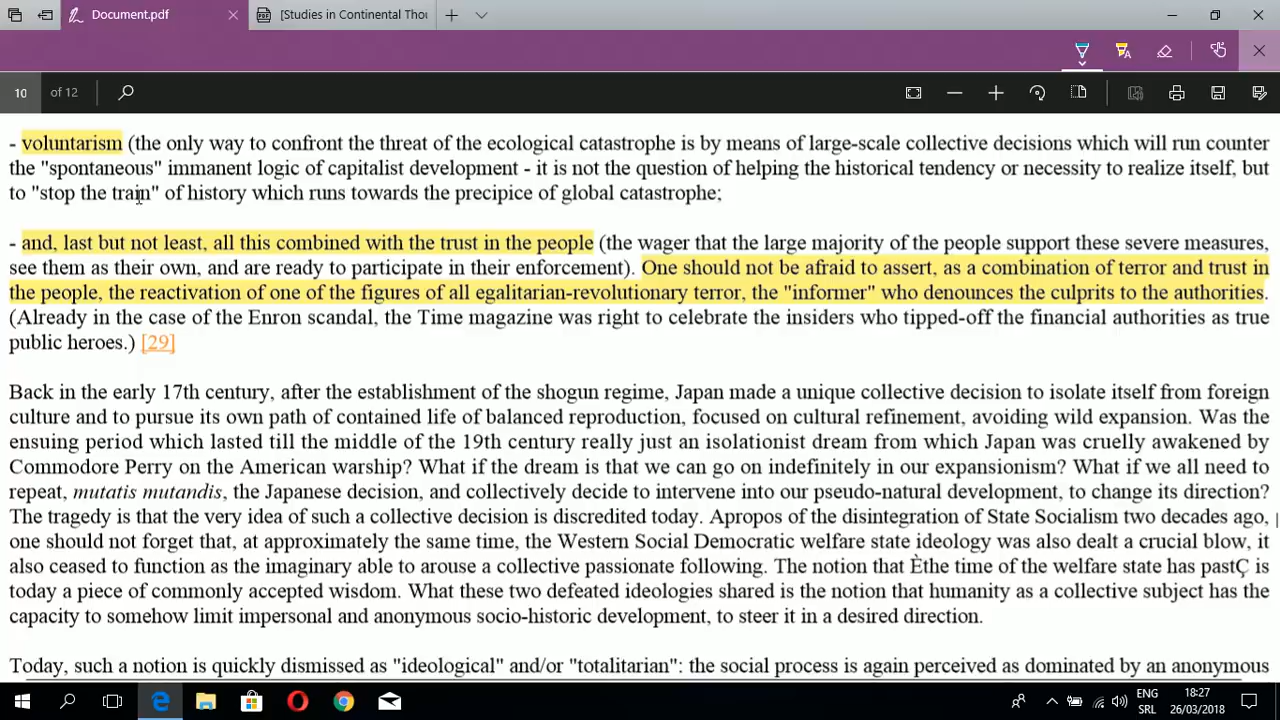 Document.pdf
[Studies in Continental Thou
10 of 12
- voluntarism (the only way to confront the threat of the ecological catastrophe is by means of large-scale collective decisions which will run counter
the "spontaneous" immanent logic of capitalist development - it is not the question of helping the historical tendency or necessity to realize itself, but
to "stop the train" of history which runs towards the precipice of global catastrophe;
- and, last but not least, all this combined with the trust in the people (the wager that the large majority of the people support these severe measures,
see them as their own, and are ready to participate in their enforcement). One should not be afraid to assert, as a combination of terror and trust in
the people, the reactivation of one of the figures of all egalitarian-revolutionary terror, the "informer" who denounces the culprits to the authorities.
(Already in the case of the Enron scandal, the Time magazine was right to celebrate the insiders who tipped-off the financial authorities as true
public heroes.) [29]
Back in the early 17th century, after the establishment of the shogun regime, Japan made a unique collective decision to isolate itself from foreign
culture and to pursue its own path of contained life of balanced reproduction, focused on cultural refinement, avoiding wild expansion. Was the
ensuing period which lasted till the middle of the 19th century really just an isolationist dream from which Japan was cruelly awakened by
Commodore Perry on the American warship? What if the dream is that we can go on indefinitely in our expansionism? What if we all need to
repeat, mutatis mutandis, the Japanese decision, and collectively decide to intervene into our pseudo-natural development, to change its direction?
The tragedy is that the very idea of such a collective decision is discredited today. Apropos of the disintegration of State Socialism two decades ago,
one should not forget that, at approximately the same time, the Western Social Democratic welfare state ideology was also dealt a crucial blow, it
also ceased to function as the imaginary able to arouse a collective passionate following. The notion that Èthe time of the welfare state has pastÇ is
today a piece of commonly accepted wisdom. What these two defeated ideologies shared is the notion that humanity as a collective subject has the
capacity to somehow limit impersonal and anonymous socio-historic development, to steer it in a desired direction.
Today, such a notion is quickly dismissed as "ideological" and/or "totalitarian": the social process is again perceived as dominated by an anonymous
ENG 18:27
SRL 26/03/2018